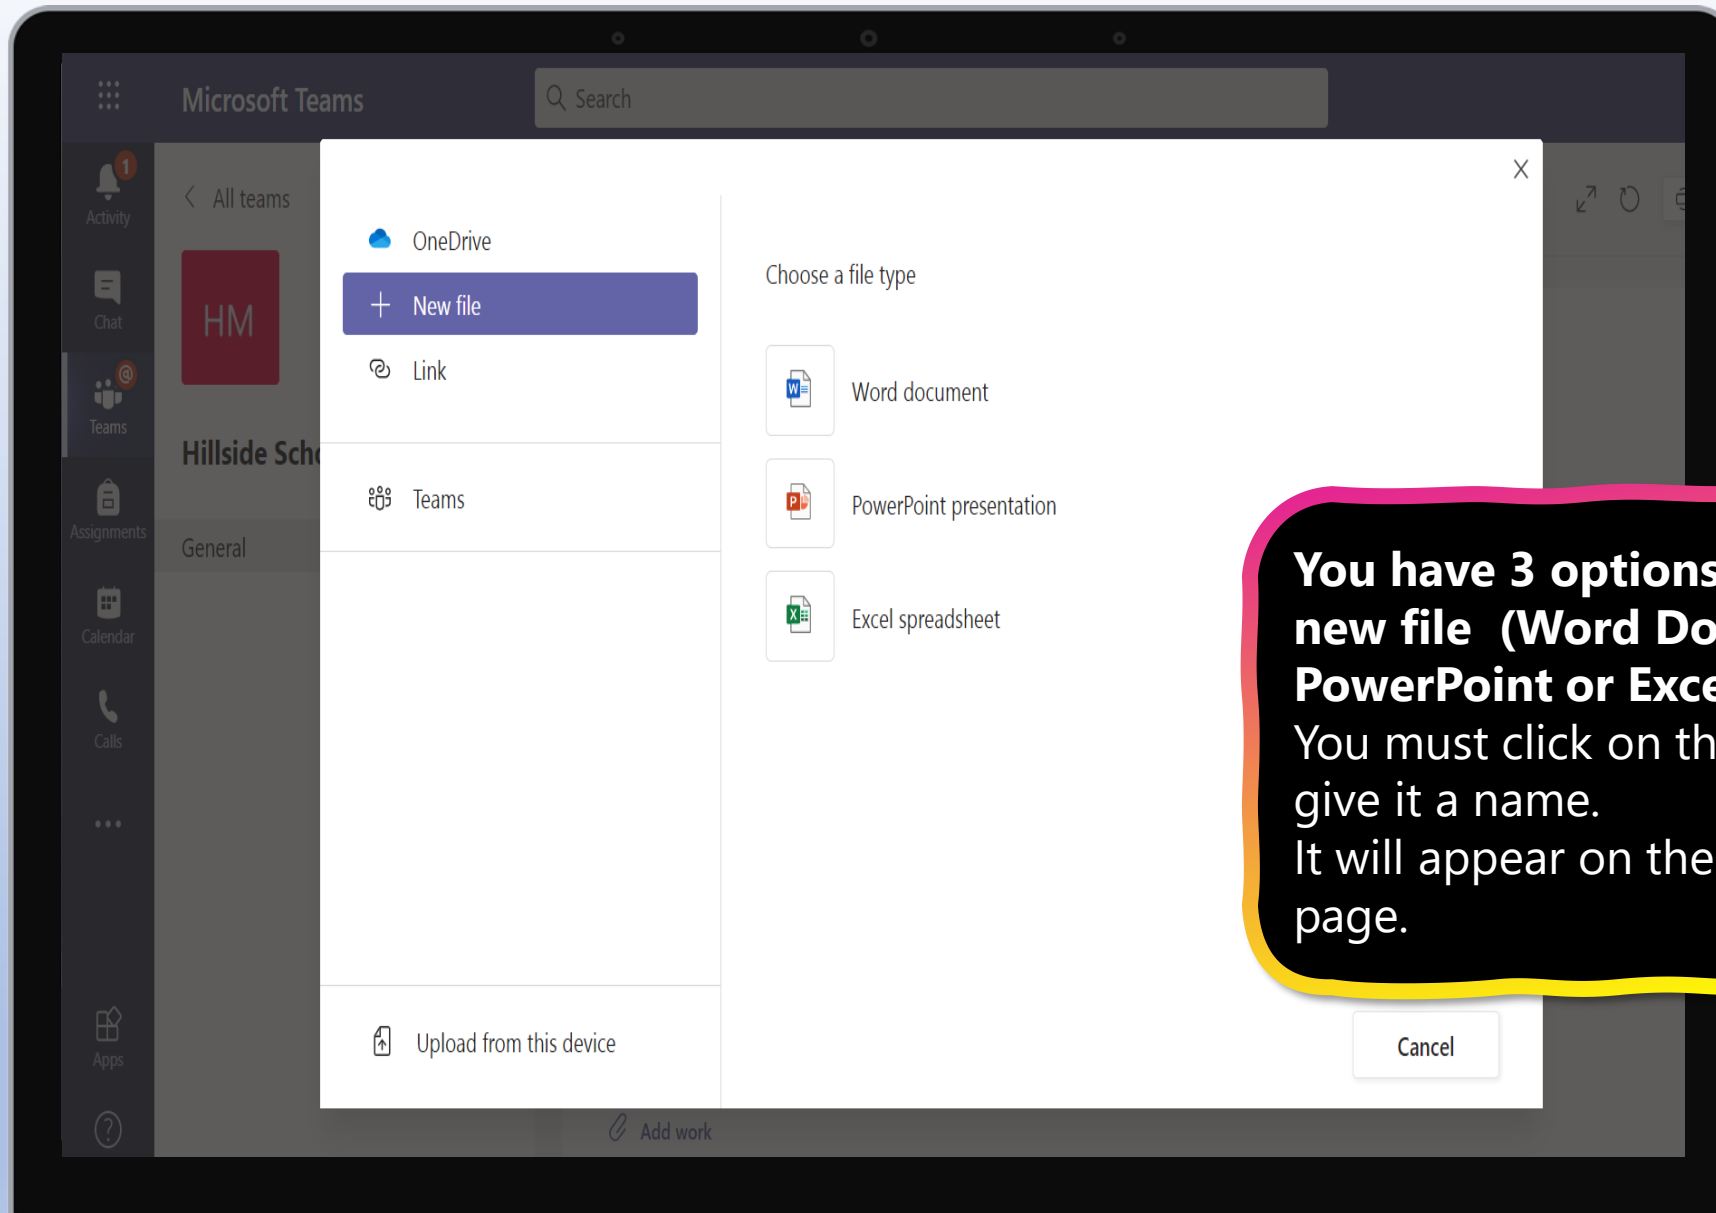 Microsoft Teams
Search
1
Activity
All teams
OneDrive
Choose a file type
New file
HM
Chat
Link
Word document
@
Teams
Hillside Scho
Teams
PowerPoint presentation
Assignments
General
You have 3 options
new file (Word Do
PowerPoint or Exce
You must click on th
give it a name.
It will appear on the
page.
Excel spreadsheet
Calendar
Calls
Upload from this device
Cancel
Apps
Add work